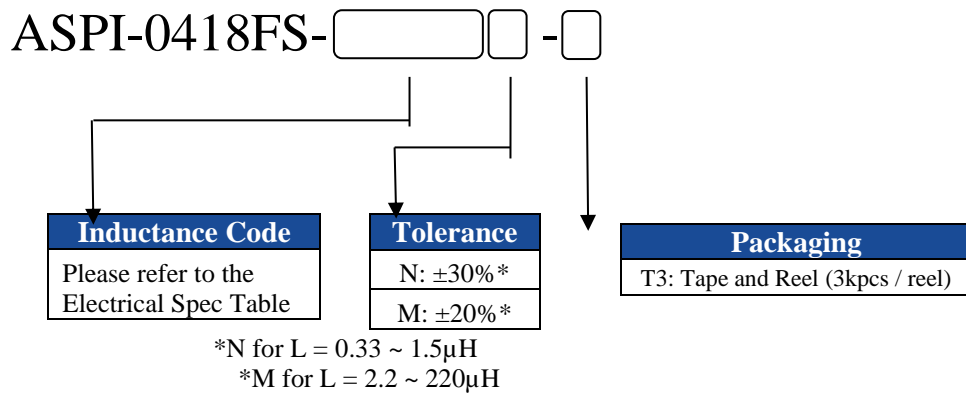 ASPI-0418FS- -
Inductance Code
Please refer to the
Electrical Spec Table
Tolerance
N: ±30%*
M: ±20%*
Packaging
T3: Tape and Reel (3kpcs / reel)
*N for L = 0.33 ~ 1.5µH
*M for L = 2.2 ~ 220µH